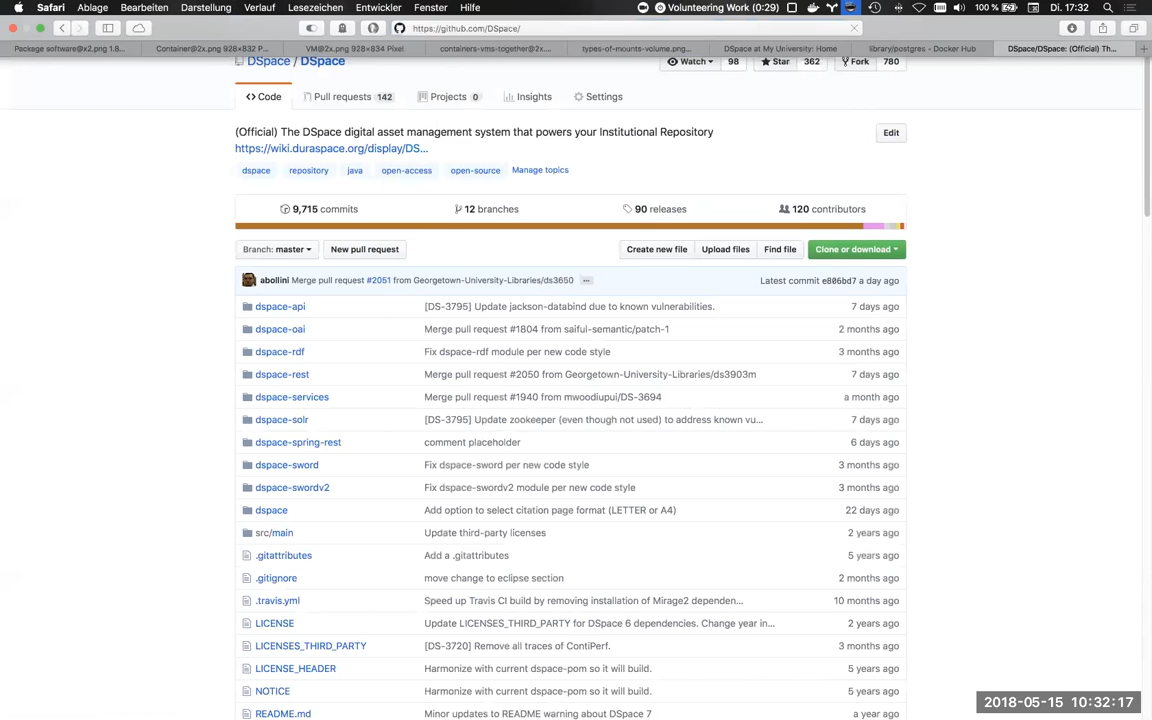 Safari Ablage Bearbeiten Darstellung Verlauf Lesezeichen Entwickler Fenster Hilfe Volunteering Work (0:29) 100 % Di. 17:32
https://github.com/DSpace/
Package software@x2.png 1.8... Container@2x.png 928x832 P... VM@2x.png 928×834 Pixel containers-vms-together@2x.... types-of-mounts-volume.png... DSpace at My University: Home library/postgres - Docker Hub DSpace/DSpace: (Official) Th...
DSpace / DSpace Watch 98 Star 362 Fork 780
Code Pull requests 142 Projects 0 Insights Settings
(Official) The DSpace digital asset management system that powers your Institutional Repository Edit
https://wiki.duraspace.org/display/DS...
dspace repository java open-access open-source Manage topics
9,715 commits 12 branches 90 releases 120 contributors
Branch: master New pull request Create new file Upload files Find file Clone or download
abollini Merge pull request #2051 from Georgetown-University-Libraries/ds3650 ... Latest commit e806bd7 a day ago
dspace-api [DS-3795] Update jackson-databind due to known vulnerabilities. 7 days ago
dspace-oai Merge pull request #1804 from saiful-semantic/patch-1 2 months ago
dspace-rdf Fix dspace-rdf module per new code style 3 months ago
dspace-rest Merge pull request #2050 from Georgetown-University-Libraries/ds3903m 7 days ago
dspace-services Merge pull request #1940 from mwoodiupui/DS-3694 a month ago
dspace-solr [DS-3795] Update zookeeper (even though not used) to address known vu... 7 days ago
dspace-spring-rest comment placeholder 6 days ago
dspace-sword Fix dspace-sword per new code style 3 months ago
dspace-swordv2 Fix dspace-swordv2 module per new code style 3 months ago
dspace Add option to select citation page format (LETTER or A4) 22 days ago
src/main Update third-party licenses 2 years ago
.gitattributes Add a .gitattributes 5 years ago
.gitignore move change to eclipse section 2 months ago
.travis.yml Speed up Travis CI build by removing installation of Mirage2 dependen... 10 months ago
LICENSE Update LICENSES_THIRD_PARTY for DSpace 6 dependencies. Change year in... 2 years ago
LICENSES_THIRD_PARTY [DS-3720] Remove all traces of ContiPerf. 3 months ago
LICENSE_HEADER Harmonize with current dspace-pom so it will build. 5 years ago
NOTICE Harmonize with current dspace-pom so it will build. 5 years ago
README.md Minor updates to README warning about DSpace 7 a year ago
2018-05-15 10:32:17